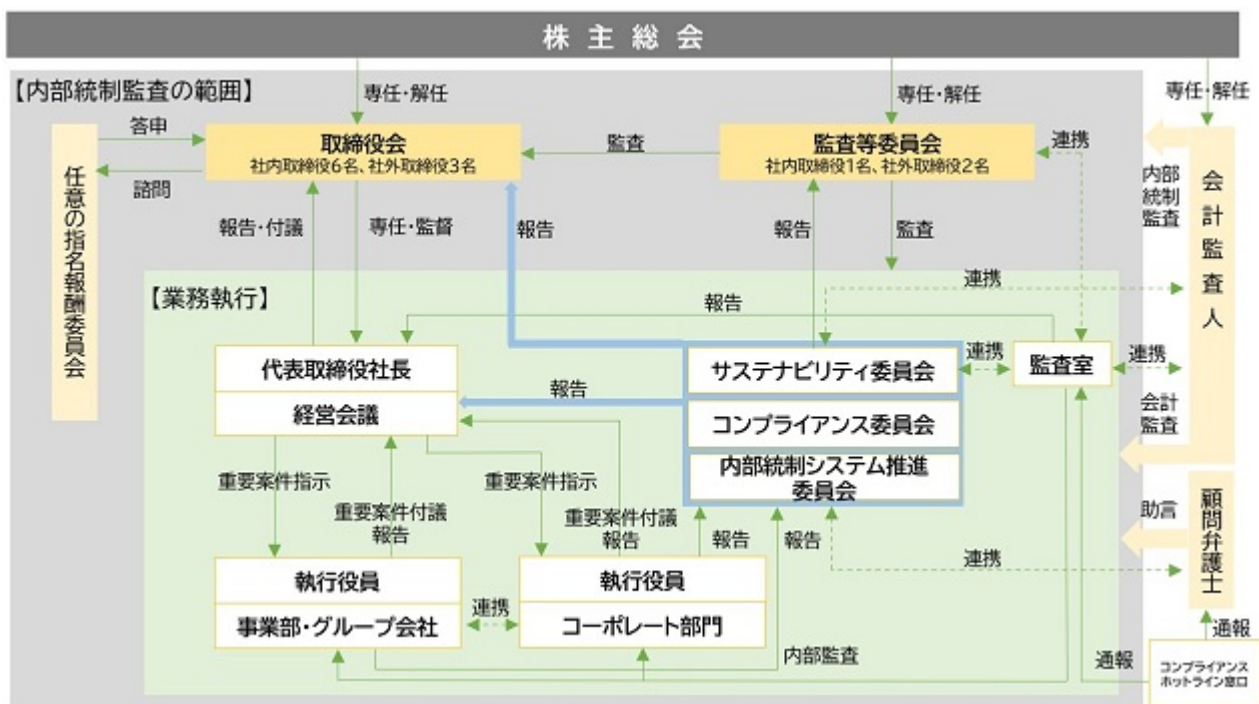 株主総会
【内部統制監査の範囲】
専任・解任
専任・解任
専任・解任
答申
諮問
任意の指名報酬委員会
取締役会
社内取締役6名、社外取締役3名
監査
監査等委員会
社内取締役1名、社外取締役2名
連携
内部
統制
監査
会計監査人
報告・付議
専任・監督
報告
報告
監査
【業務執行】
連携
報告
代表取締役社長
経営会議
報告
サステナビリティ委員会
コンプライアンス委員会
内部統制システム推進
委員会
連携
監査室
連携
会計
監査
重要案件指示
重要案件付議
報告
重要案件指示
重要案件付議
報告
報告
報告
連携
助言
顧問弁護士
執行役員
事業部・グループ会社
連携
執行役員
コーポレート部門
内部監査
通報
通報
コンプライアンス
ホットライン窓口